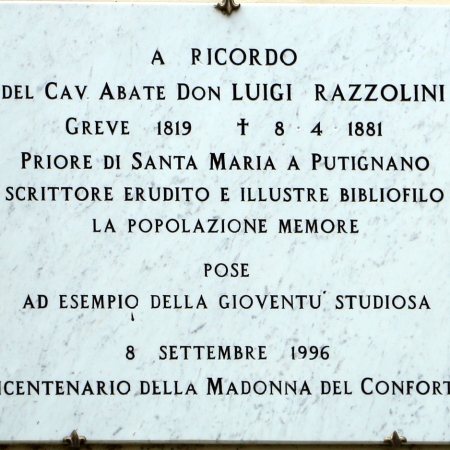 A RICORDO
DEL CAV. ABATE DON LUIGI RAZZOLINI
GREVE 1819 ✝ 8 4 1881
PRIORE DI SANTA MARIA A PUTIGNANO
SCRITTORE ERUDITO E ILLUSTRE BIBLIOFILO
LA POPOLAZIONE MEMORE
POSE
AD ESEMPIO DELLA GIOVENTU' STUDIOSA
8 SETTEMBRE 1996
ICENTENARIO DELLA MADONNA DEL CONFORT